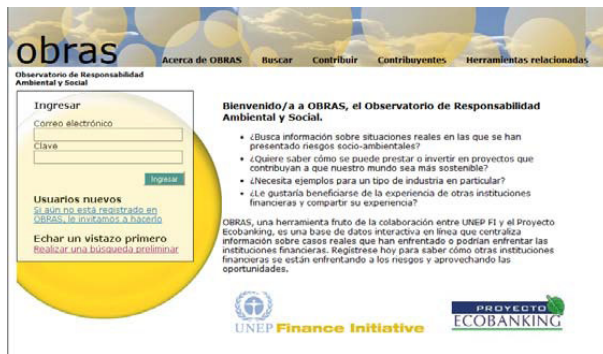 obras
Acerca de OBRAS Buscar Contribuir Contribuyentes Herramientas relacionadas
Observatorio de Responsabilidad
Ambiental y Social
Ingresar
Correo electrónico
Clave
Ingresar
Usuarios nuevos
Si aún no está registrado en
OBRAS, le invitamos a hacerlo
Echar un vistazo primero
Realizar una búsqueda preliminar
Bienvenido/a a OBRAS, el Observatorio de Responsabilidad
Ambiental y Social.
• ¿Busca información sobre situaciones reales en las que se han
presentado riesgos socio-ambientales?
• ¿Quiere saber cómo se puede prestar o invertir en proyectos que
contribuyan a que nuestro mundo sea más sostenible?
• ¿Necesita ejemplos para un tipo de industria en particular?
• ¿Le gustaría beneficiarse de la experiencia de otras instituciones
financieras y compartir su experiencia?
OBRAS, una herramienta fruto de la colaboración entre UNEP FI y el Proyecto
Ecobanking, es una base de datos interactiva en línea que centraliza
información sobre casos reales que han enfrentado o podrían enfrentar las
instituciones financieras. Regístrese hoy para saber cómo otras instituciones
financieras se están enfrentando a los riesgos y aprovechando las
oportunidades.
UNEP Finance Initiative
PROYECTO
ECOBANKING